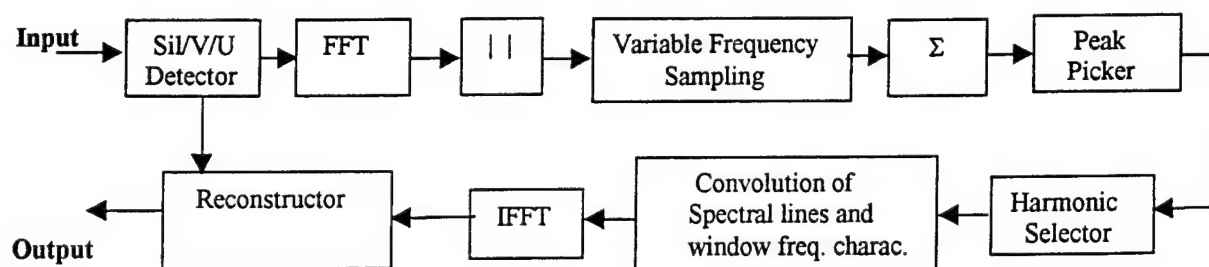 Input
Sil/V/U
Detector
FFT
| |
Variable Frequency
Sampling
Σ
Peak
Picker
Reconstructor
IFFT
Convolution of
Spectral lines and
window freq. charac.
Harmonic
Selector
Output